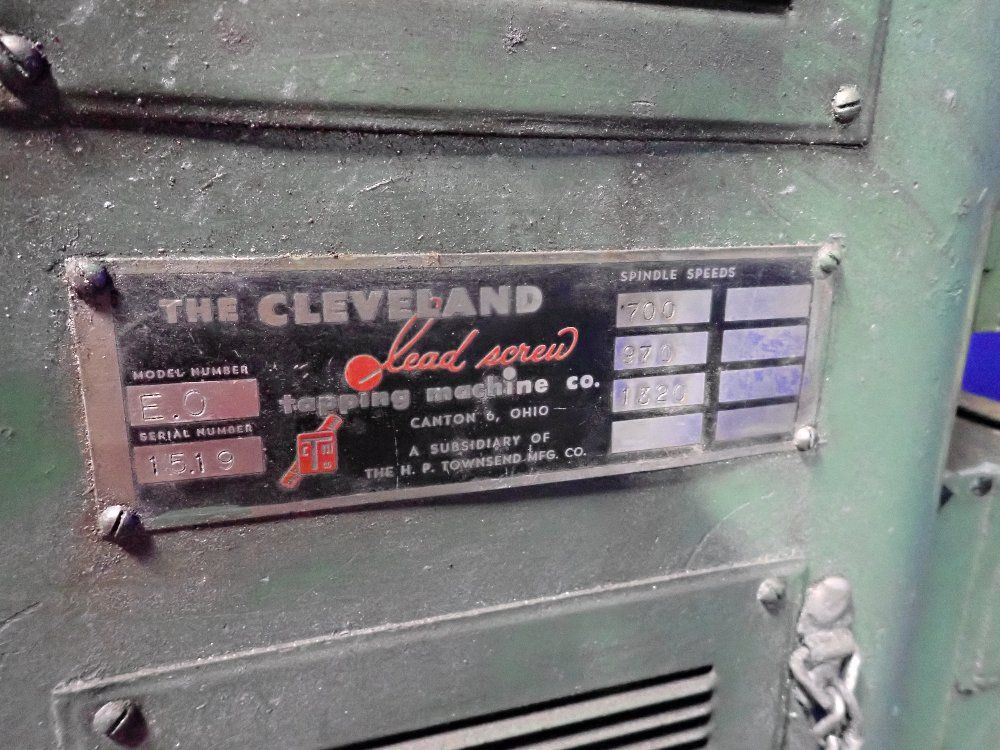 THE CLEVELAND
lead screw
tapping machine co.
CANTON 6, OHIO
A SUBSIDIARY OF
THE H. P. TOWNSEND MFG. CO.
MODEL NUMBER
E.O
SERIAL NUMBER
1519
SPINDLE SPEEDS
700
970
1320